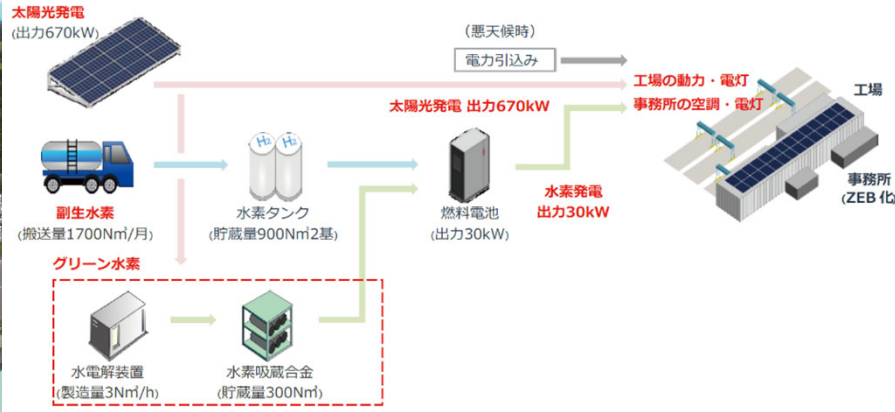 太陽光発電
(出力670kW)
(悪天候時)
電力引込み
工場の動力・電灯
太陽光発電 出力670kW
事務所の空調・電灯
工場
H2
H2
副生水素
(搬送量1700N㎥/月)
水素タンク
(貯蔵量900N㎥2基)
燃料電池
(出力30kW)
水素発電
出力30kW
事務所
(ZEB 化)
グリーン水素
水電解装置
(製造量3N㎥/h)
水素吸蔵合金
(貯蔵量300N㎥)